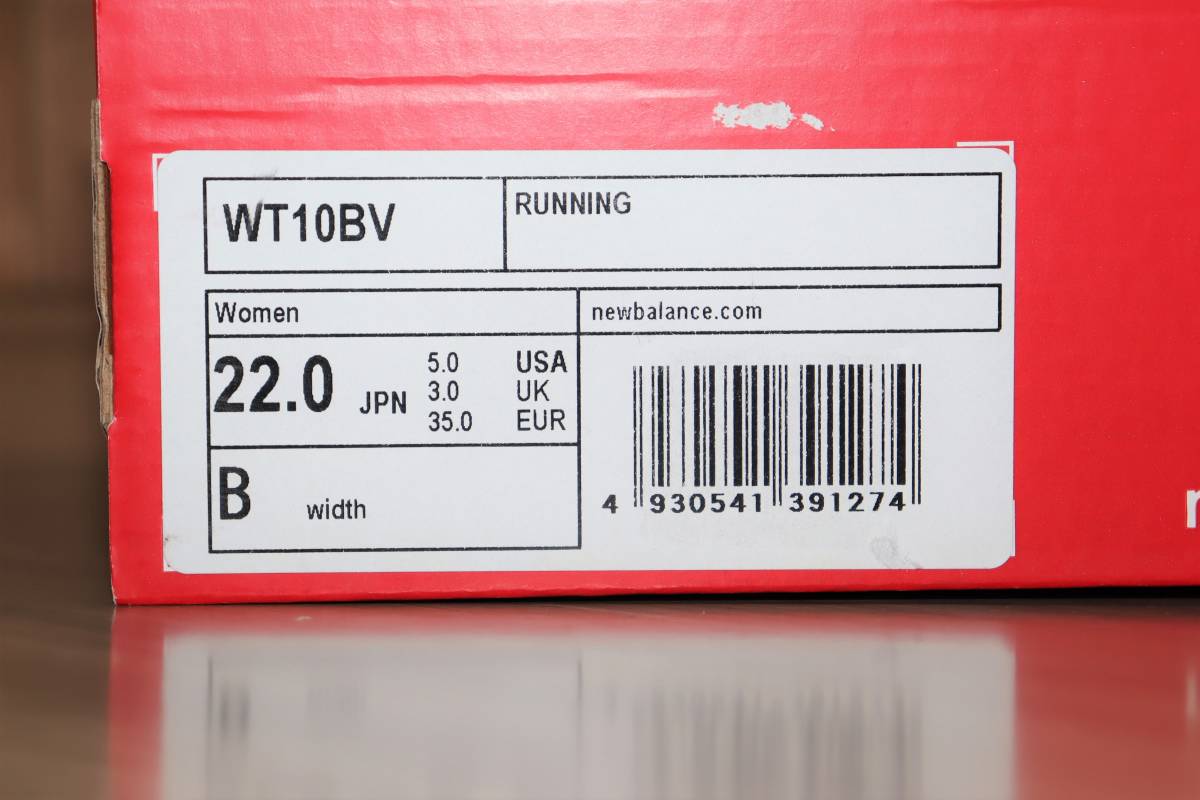 WT10BV
RUNNING
Women
newbalance.com
22.0 JPN
5.0 USA
3.0 UK
35.0 EUR
B width
4 930541 391274